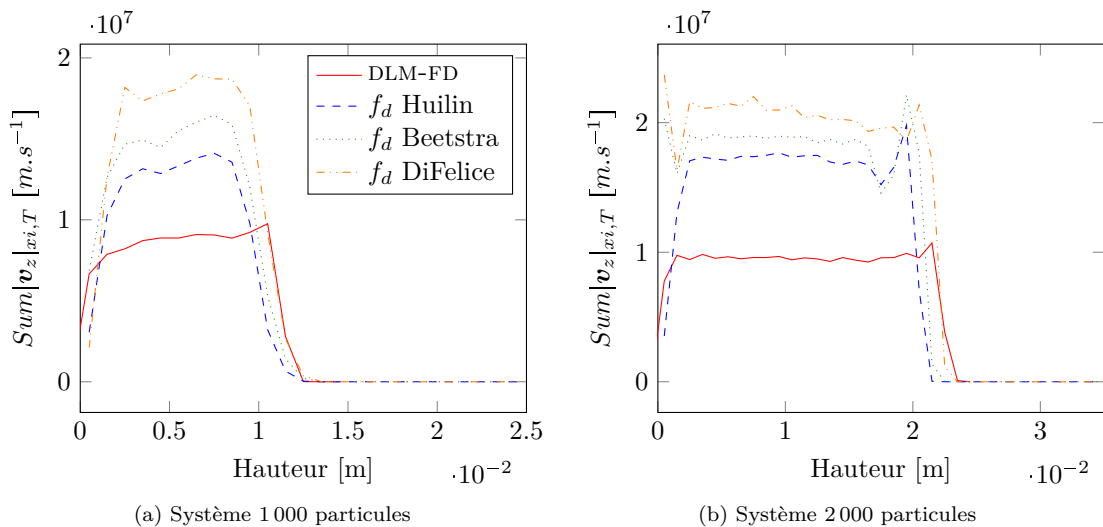 ·10^7
2
1
0
Sum|v_z|_{xi,T} [m.s^{-1}]
DLM-FD
f_d Huilin
f_d Beetstra
f_d DiFelice
0 0.5 1 1.5 2 2.5
Hauteur [m]
·10^{-2}
(a) Système 1 000 particules
·10^7
2
1
0
Sum|v_z|_{xi,T} [m.s^{-1}]
0 1 2 3
Hauteur [m]
·10^{-2}
(b) Système 2 000 particules